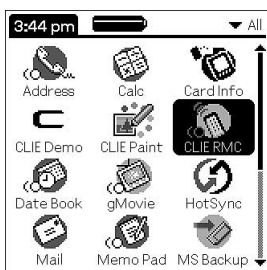 3:44 pm All
Address Calc Card Info
CLIE Demo CLIE Paint CLIE RMC
Date Book gMovie HotSync
Mail Memo Pad MS Backup